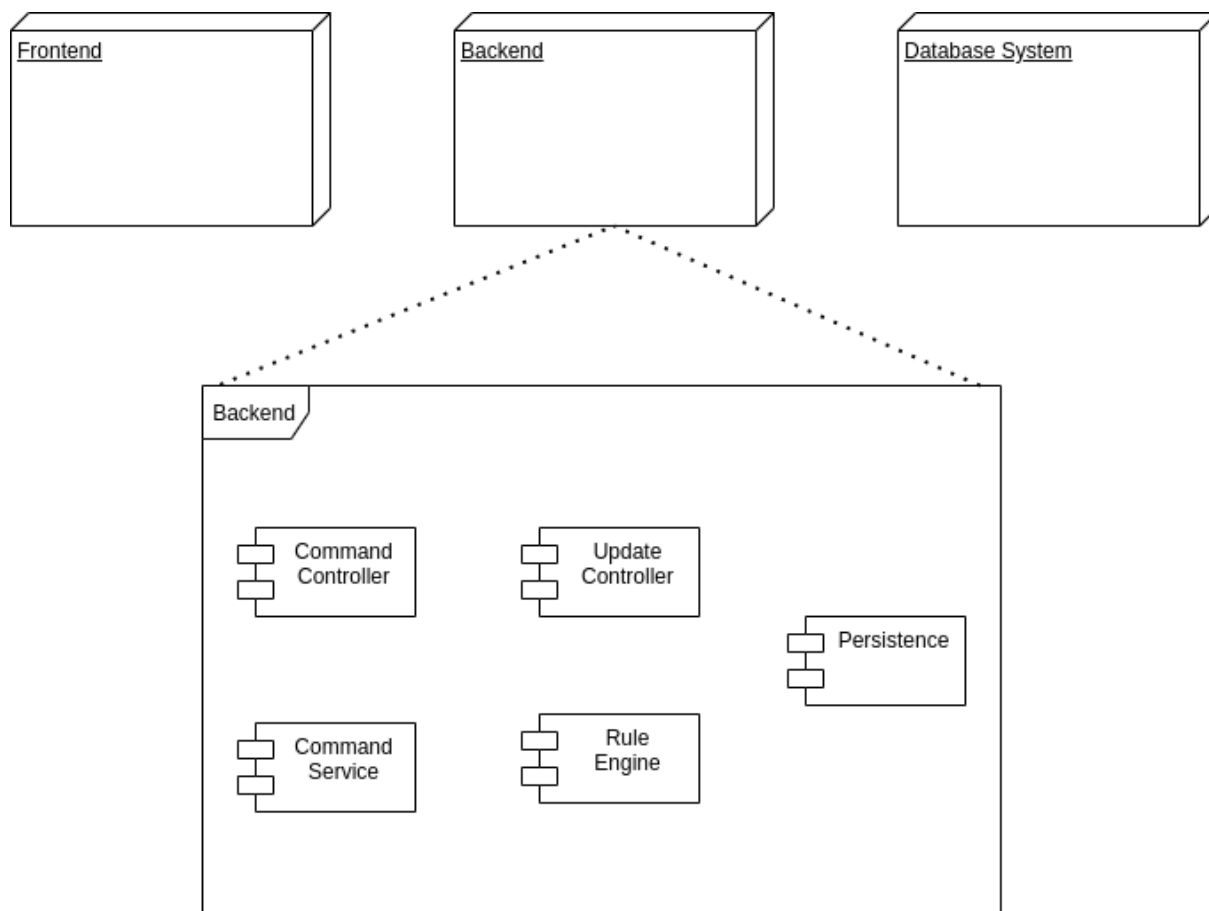 Frontend
Backend
Database System
Backend
Command
Controller
Update
Controller
Persistence
Command
Service
Rule
Engine